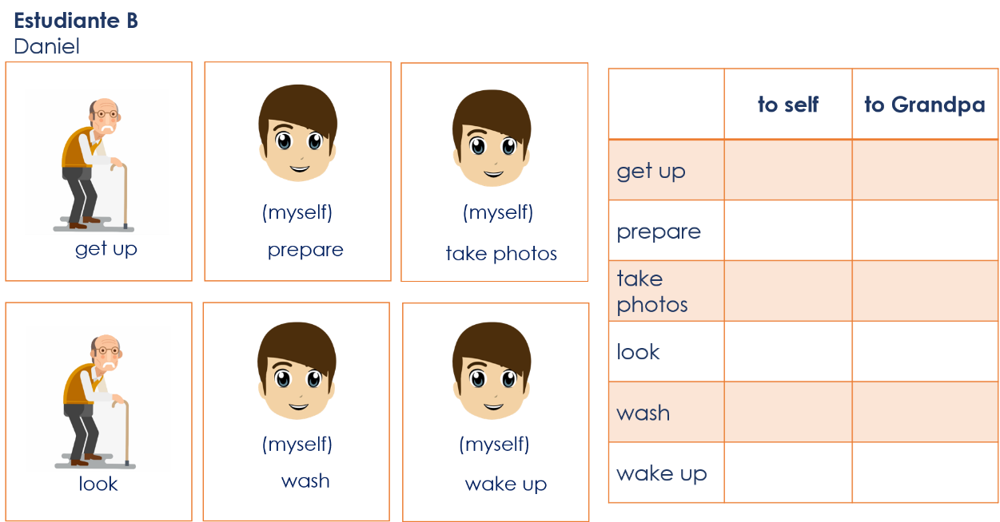 Estudiante B
Daniel
get up
(myself)
prepare
(myself)
take photos
look
(myself)
wash
(myself)
wake up
to self
to Grandpa
get up
prepare
take
photos
look
wash
wake up